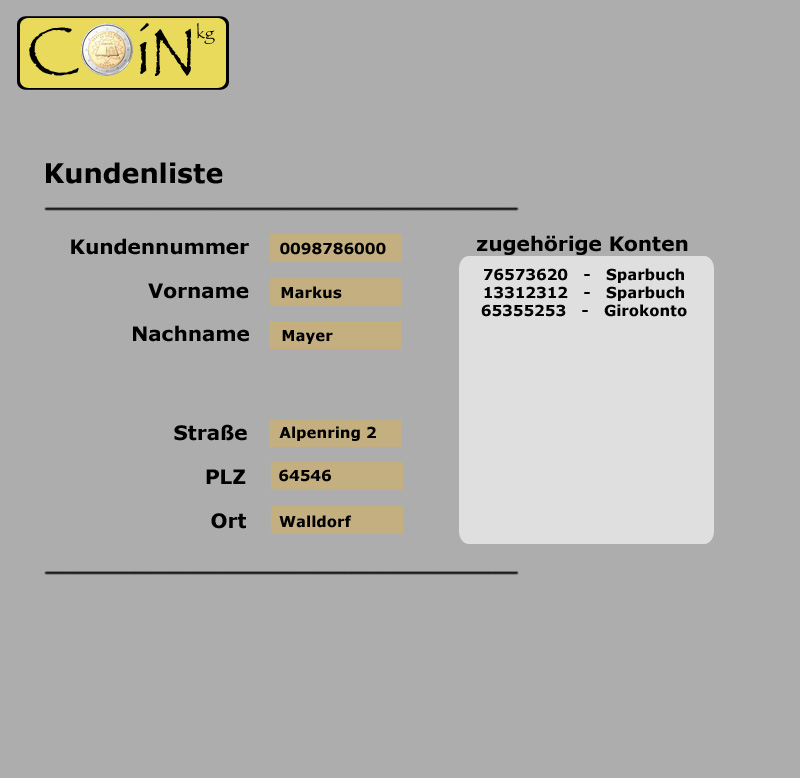 COiN kg
Kundenliste
Kundennummer 0098786000
Vorname Markus
Nachname Mayer
Straße Alpenring 2
PLZ 64546
Ort Walldorf
zugehörige Konten
76573620 - Sparbuch
13312312 - Sparbuch
65355253 - Girokonto